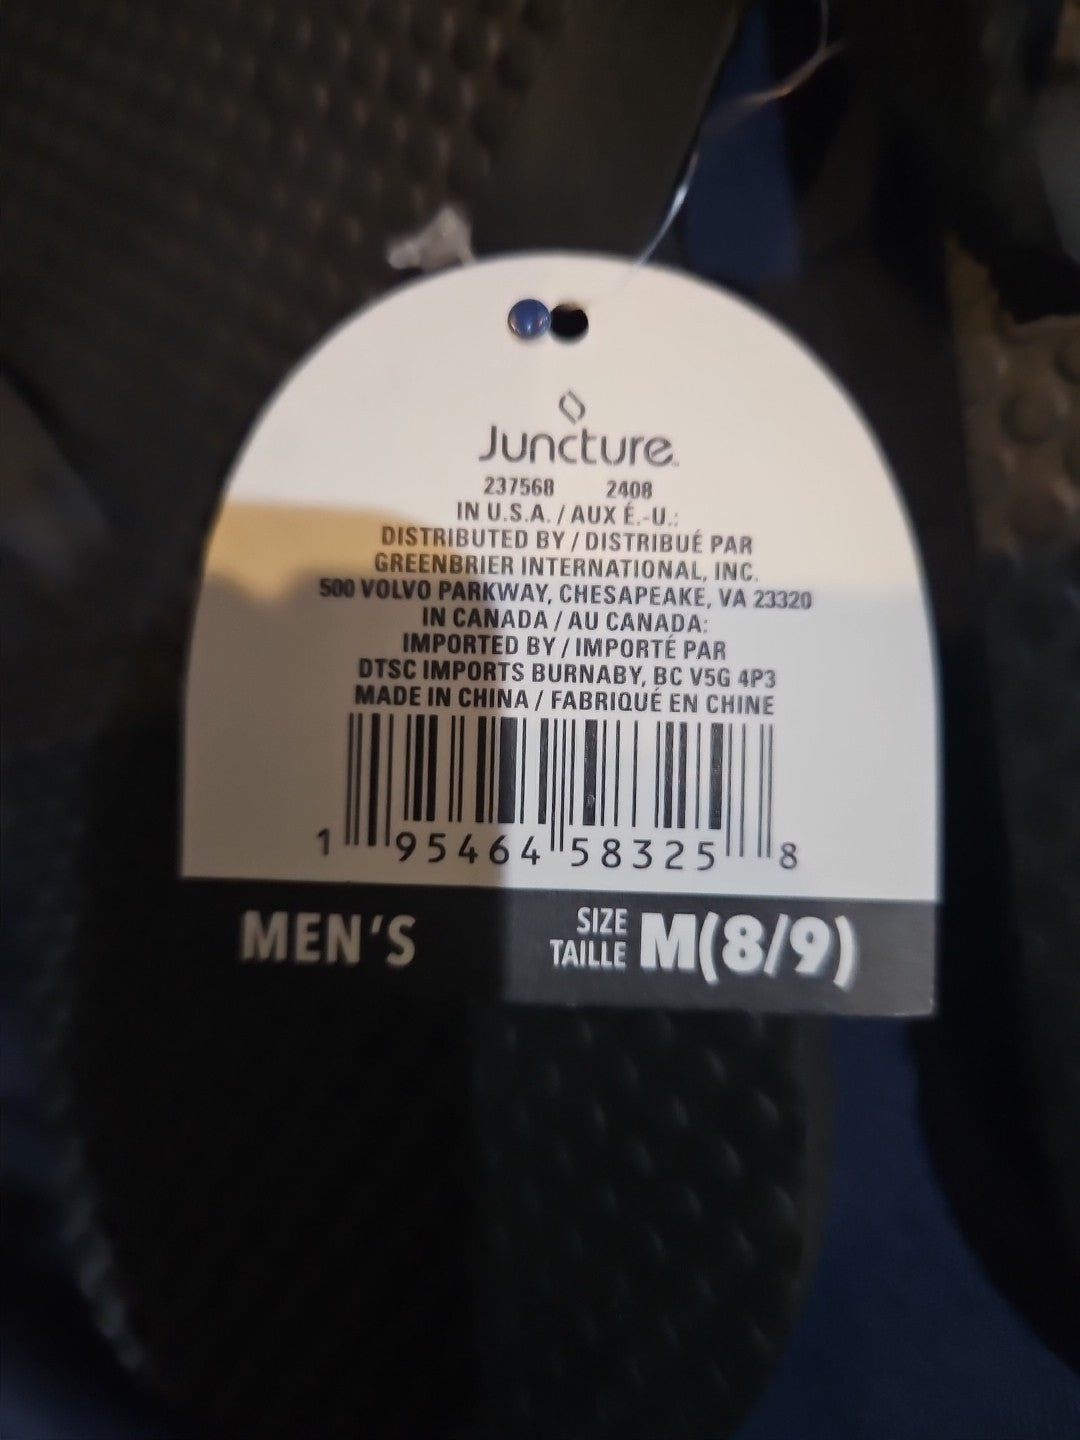 Juncture
237568 2408
IN U.S.A. / AUX É.-U.:
DISTRIBUTED BY / DISTRIBUÉ PAR
GREENBRIER INTERNATIONAL, INC.
500 VOLVO PARKWAY, CHESAPEAKE, VA 23320
IN CANADA / AU CANADA:
IMPORTED BY / IMPORTÉ PAR
DTSC IMPORTS BURNABY, BC V5G 4P3
MADE IN CHINA / FABRIQUÉ EN CHINE
1 95464 58325 8
MEN'S SIZE M(8/9)
TAILLE